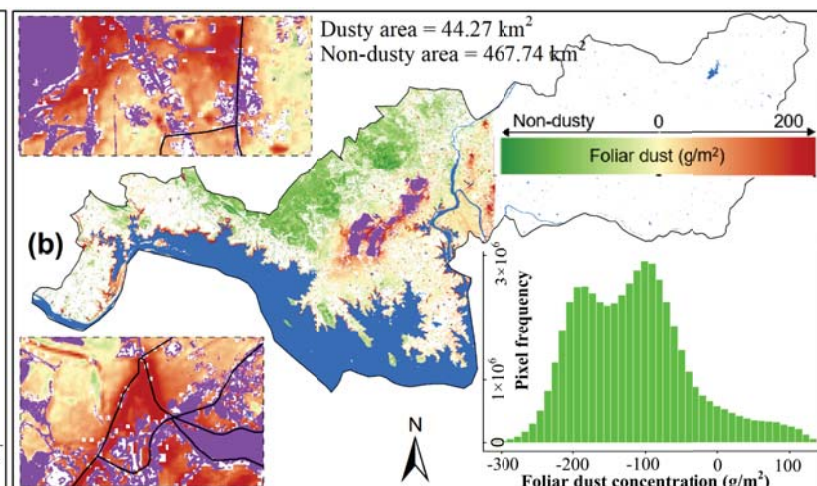 Dusty area = 44.27 km²
Non-dusty area = 467.74 km²
Non-dusty 0 200
Foliar dust (g/m²)
(b)
3×10⁶
1×10⁶
0
Pixel frequency
N
-300 -200 -100 0 100
Foliar dust concentration (g/m²)